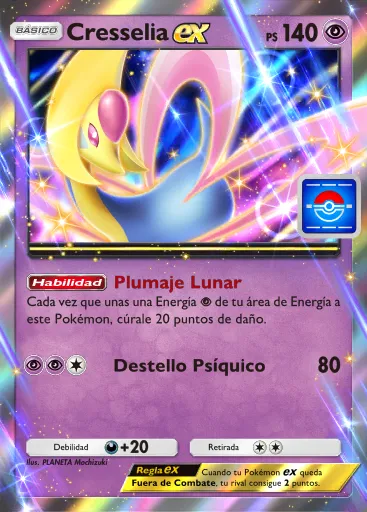 BÁSICO Cresselia ex PS 140
Habilidad Plumaje Lunar
Cada vez que unas una Energía de tu área de Energía a
este Pokémon, cúrale 20 puntos de daño.
Destello Psíquico 80
Debilidad +20 Retirada
Ilus. PLANETA Mochizuki
Regla ex Cuando tu Pokémon ex queda
Fuera de Combate, tu rival consigue 2 puntos.